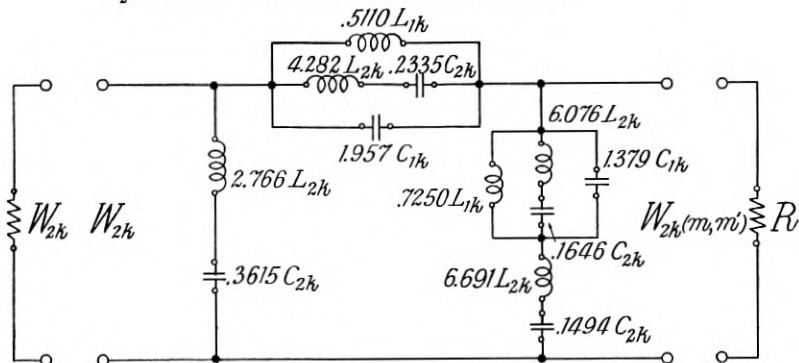 .5110 L1k
4.282 L2k
.2335 C2k
1.957 C1k
6.076 L2k
1.379 C1k
2.766 L2k
.7250 L1k
W2k
W2k
W2k(m,m')
R
.1646 C2k
.3615 C2k
6.691 L2k
.1494 C2k